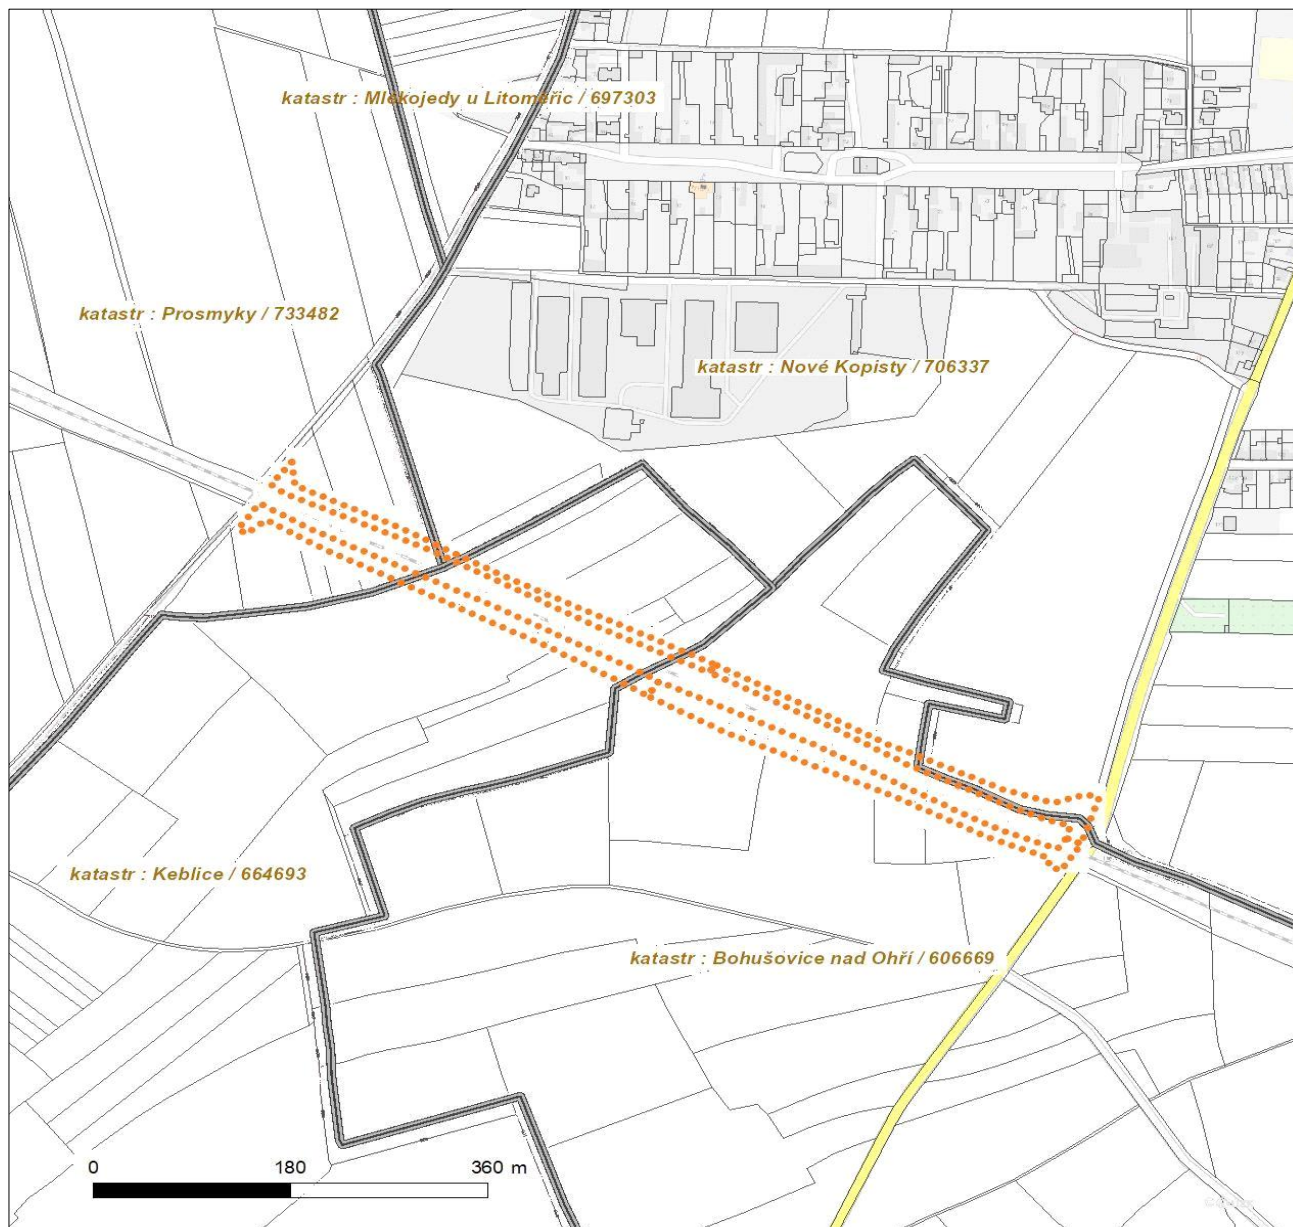 katastr : Mlékojedy u Litoměřic / 697303
katastr : Prosmyky / 733482
katastr : Nové Kopisty / 706337
katastr : Keblice / 664693
katastr : Bohušovice nad Ohří / 606669
0 180 360 m